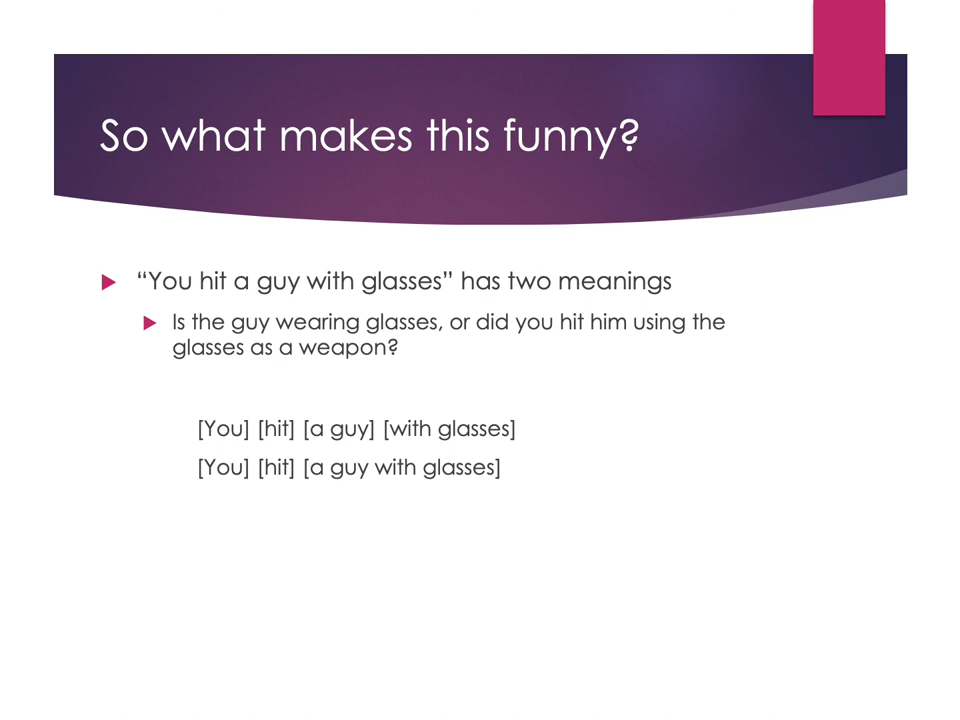 So what makes this funny?
“You hit a guy with glasses” has two meanings
Is the guy wearing glasses, or did you hit him using the
glasses as a weapon?
[You] [hit] [a guy] [with glasses]
[You] [hit] [a guy with glasses]